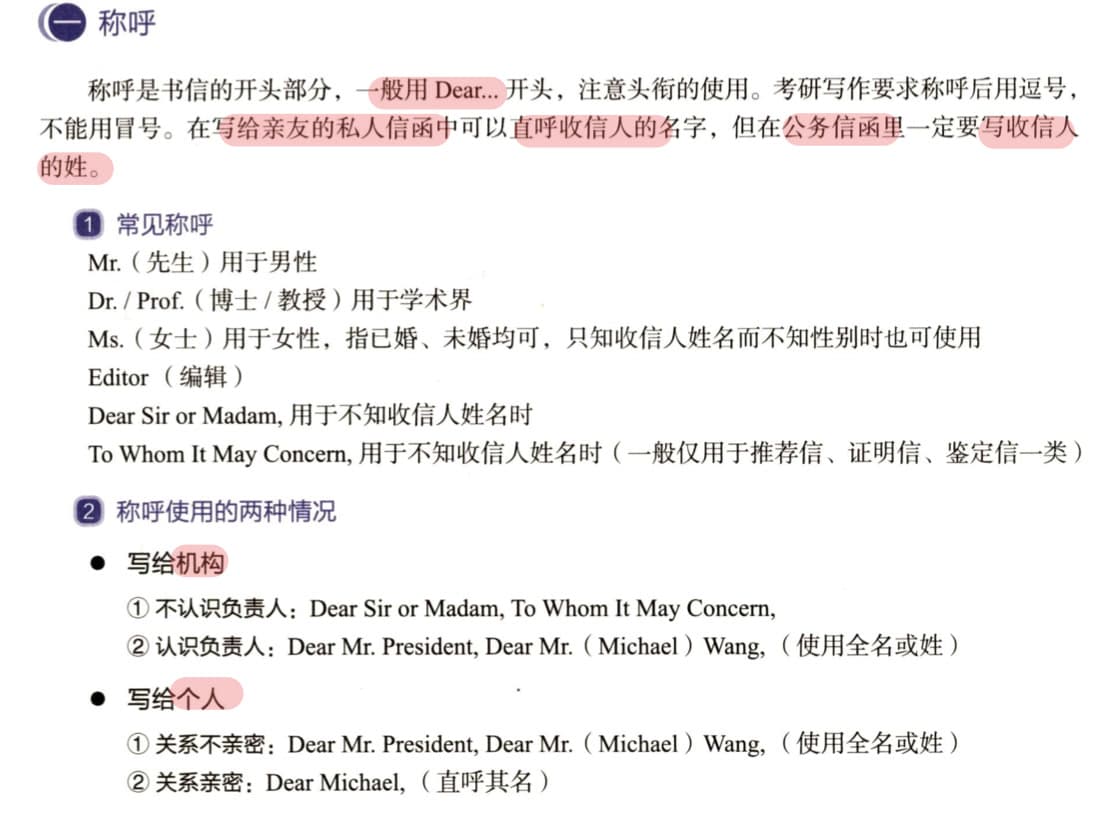 一 称呼
称呼是书信的开头部分，一般用 Dear... 开头，注意头衔的使用。考研写作要求称呼后用逗号，
不能用冒号。在写给亲友的私人信函中可以直呼收信人的名字，但在公务信函里一定要写收信人
的姓。
1 常见称呼
Mr.（先生）用于男性
Dr. / Prof.（博士 / 教授）用于学术界
Ms.（女士）用于女性，指已婚、未婚均可，只知收信人姓名而不知性别时也可使用
Editor （编辑）
Dear Sir or Madam, 用于不知收信人姓名时
To Whom It May Concern, 用于不知收信人姓名时（一般仅用于推荐信、证明信、鉴定信一类）
2 称呼使用的两种情况
● 写给机构
① 不认识负责人：Dear Sir or Madam, To Whom It May Concern,
② 认识负责人：Dear Mr. President, Dear Mr.（Michael）Wang,（使用全名或姓）
● 写给个人
① 关系不亲密：Dear Mr. President, Dear Mr.（Michael）Wang,（使用全名或姓）
② 关系亲密：Dear Michael,（直呼其名）